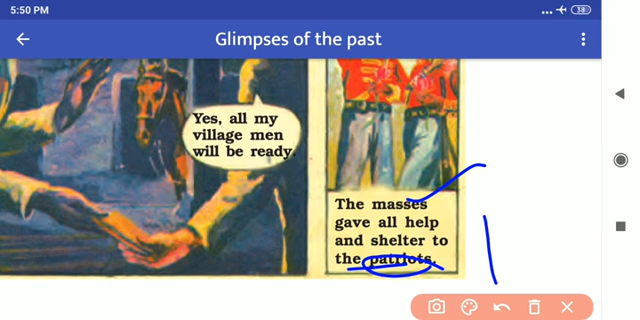 5:50 PM
38
Glimpses of the past
Yes, all my
village men
will be ready.
The masses
gave all help
and shelter to
the patriots.